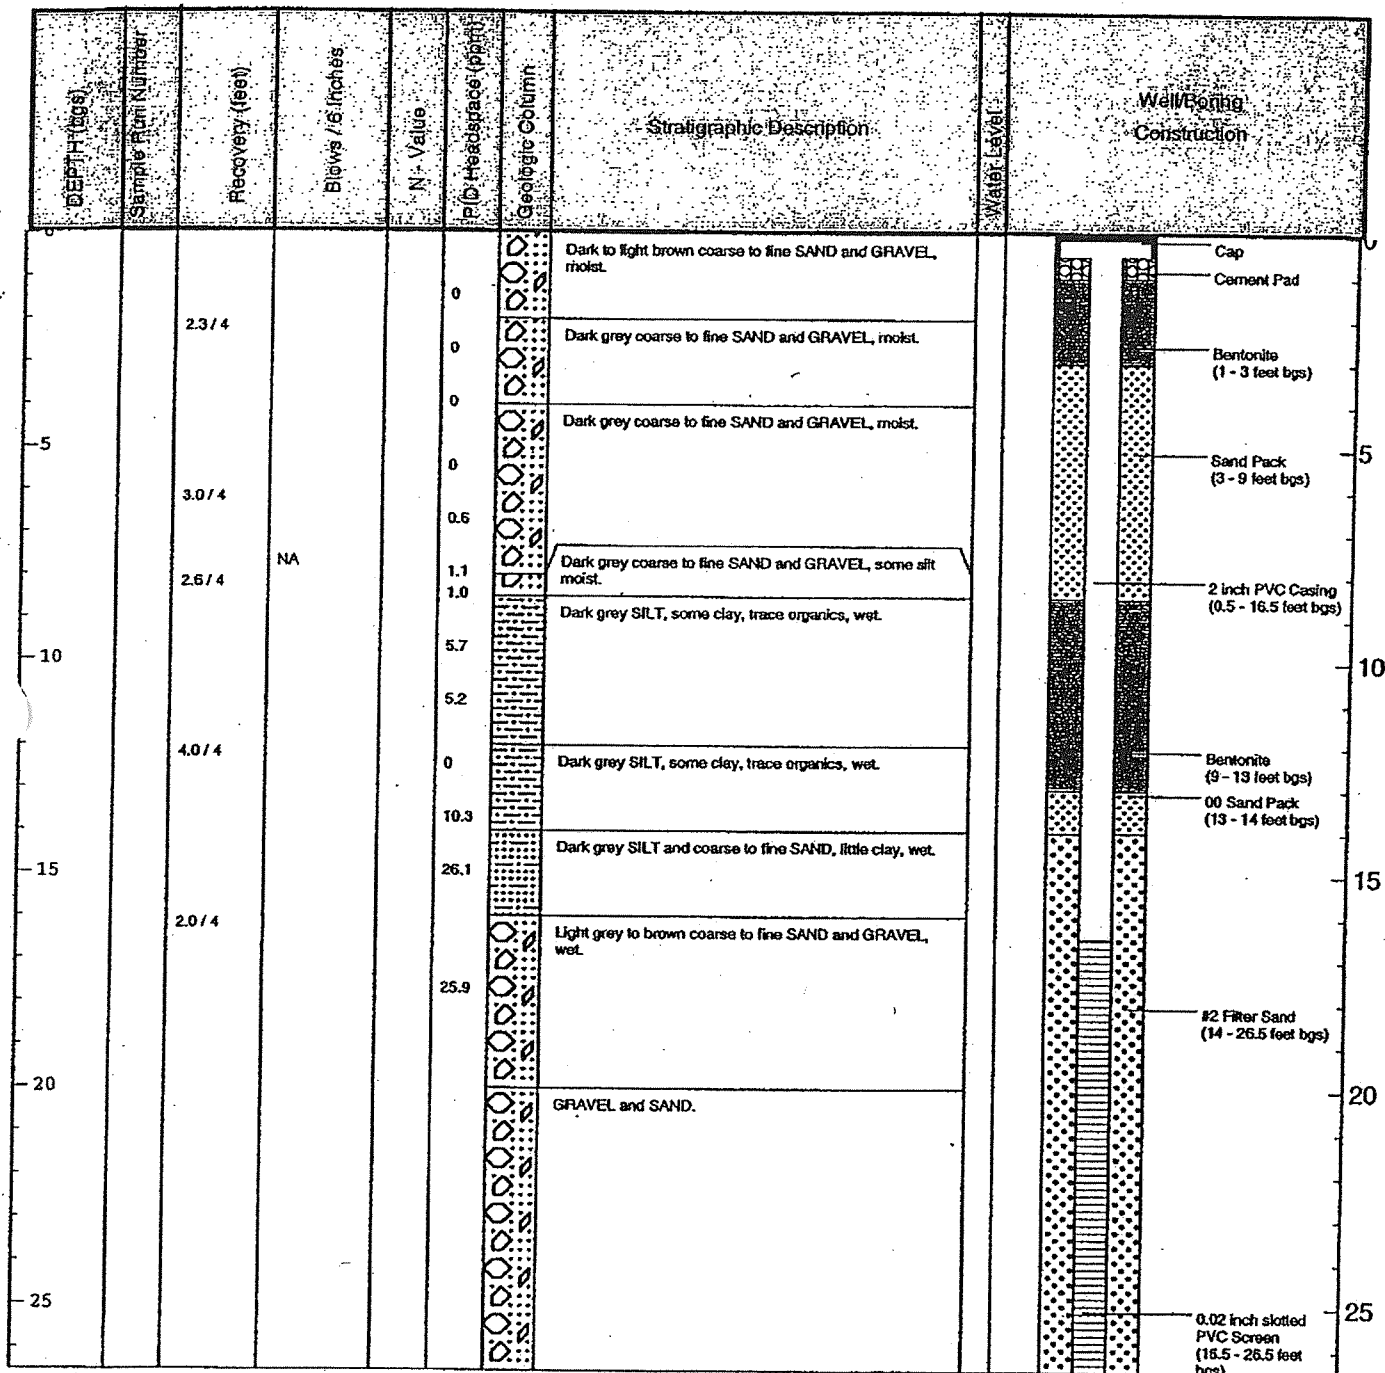 DEPTH (bgs)
Sample Run Number
Recovery (feet)
Blows / 6 Inches
N - Value
PID Headspace (ppm)
Geologic Column
Stratigraphic Description
Water Level
Well/Boring
Construction
0
0
Dark to light brown coarse to fine SAND and GRAVEL,
moist.
Cap
Cement Pad
0
2.3 / 4
Dark grey coarse to fine SAND and GRAVEL, moist.
0
Bentonite
(1 - 3 feet bgs)
0
Dark grey coarse to fine SAND and GRAVEL, moist.
5
5
0
Sand Pack
(3 - 9 feet bgs)
3.0 / 4
0.6
NA
Dark grey coarse to fine SAND and GRAVEL, some silt
moist.
1.1
2.6 / 4
1.0
2 inch PVC Casing
(0.5 - 16.5 feet bgs)
Dark grey SILT, some clay, trace organics, wet.
5.7
10
10
5.2
4.0 / 4
0
Dark grey SILT, some clay, trace organics, wet.
Bentonite
(9 - 13 feet bgs)
00 Sand Pack
(13 - 14 feet bgs)
10.3
Dark grey SILT and coarse to fine SAND, little clay, wet.
15
26.1
15
2.0 / 4
Light grey to brown coarse to fine SAND and GRAVEL,
wet.
25.9
#2 Filter Sand
(14 - 26.5 feet bgs)
20
20
GRAVEL and SAND.
25
25
0.02 inch slotted
PVC Screen
(16.5 - 26.5 feet
bgs)